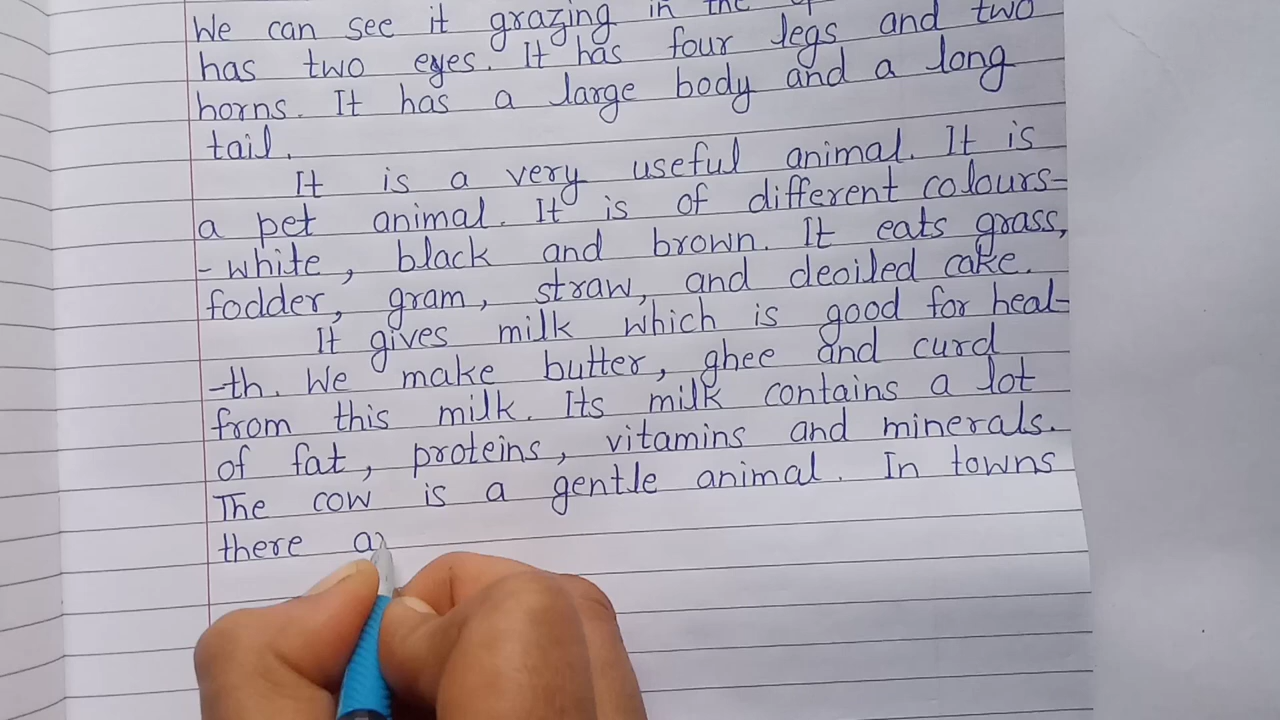 We can see it grazing in the
has two eyes. It has four legs and two
horns. It has a large body and a long
tail.
It is a very useful animal. It is
a pet animal. It is of different colours-
- white, black and brown. It eats grass,
fodder, gram, straw, and deoiled cake.
It gives milk which is good for heal-
-th. We make butter, ghee and curd
from this milk. Its milk contains a lot
of fat, proteins, vitamins and minerals.
The cow is a gentle animal. In towns
there